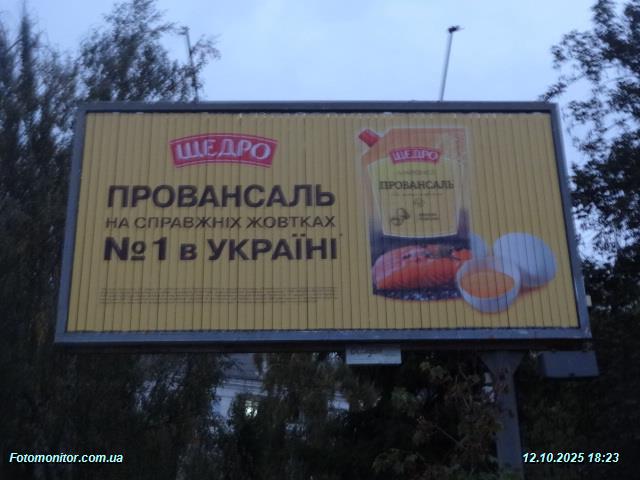 ЩЕДРО
ПРОВАНСАЛЬ
НА СПРАВЖНІХ ЖОВТКАХ
№1 в УКРАЇНІ
ЩЕДРО
ПРОВАНСАЛЬ
Fotomonitor.com.ua
12.10.2025 18:23